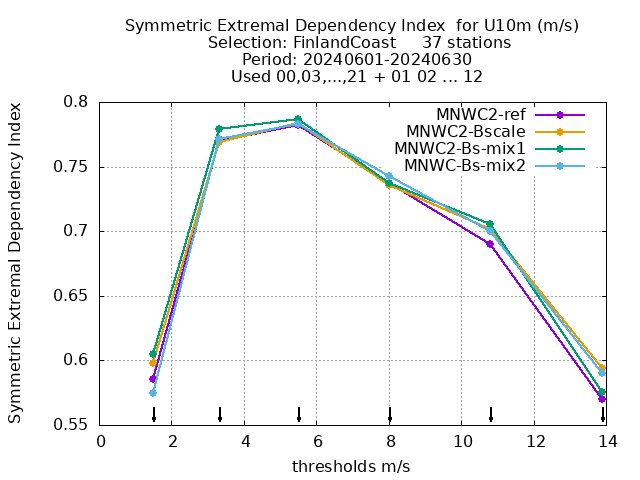 Symmetric Extremal Dependency Index  for U10m (m/s)
Selection: FinlandCoast     37 stations
Period: 20240601-20240630
Used 00,03,...,21 + 01 02 ... 12
Symmetric Extremal Dependency Index
0.8
0.75
0.7
0.65
0.6
0.55
MNWC2-ref
MNWC2-Bscale
MNWC2-Bs-mix1
MNWC-Bs-mix2
0 2 4 6 8 10 12 14
thresholds m/s